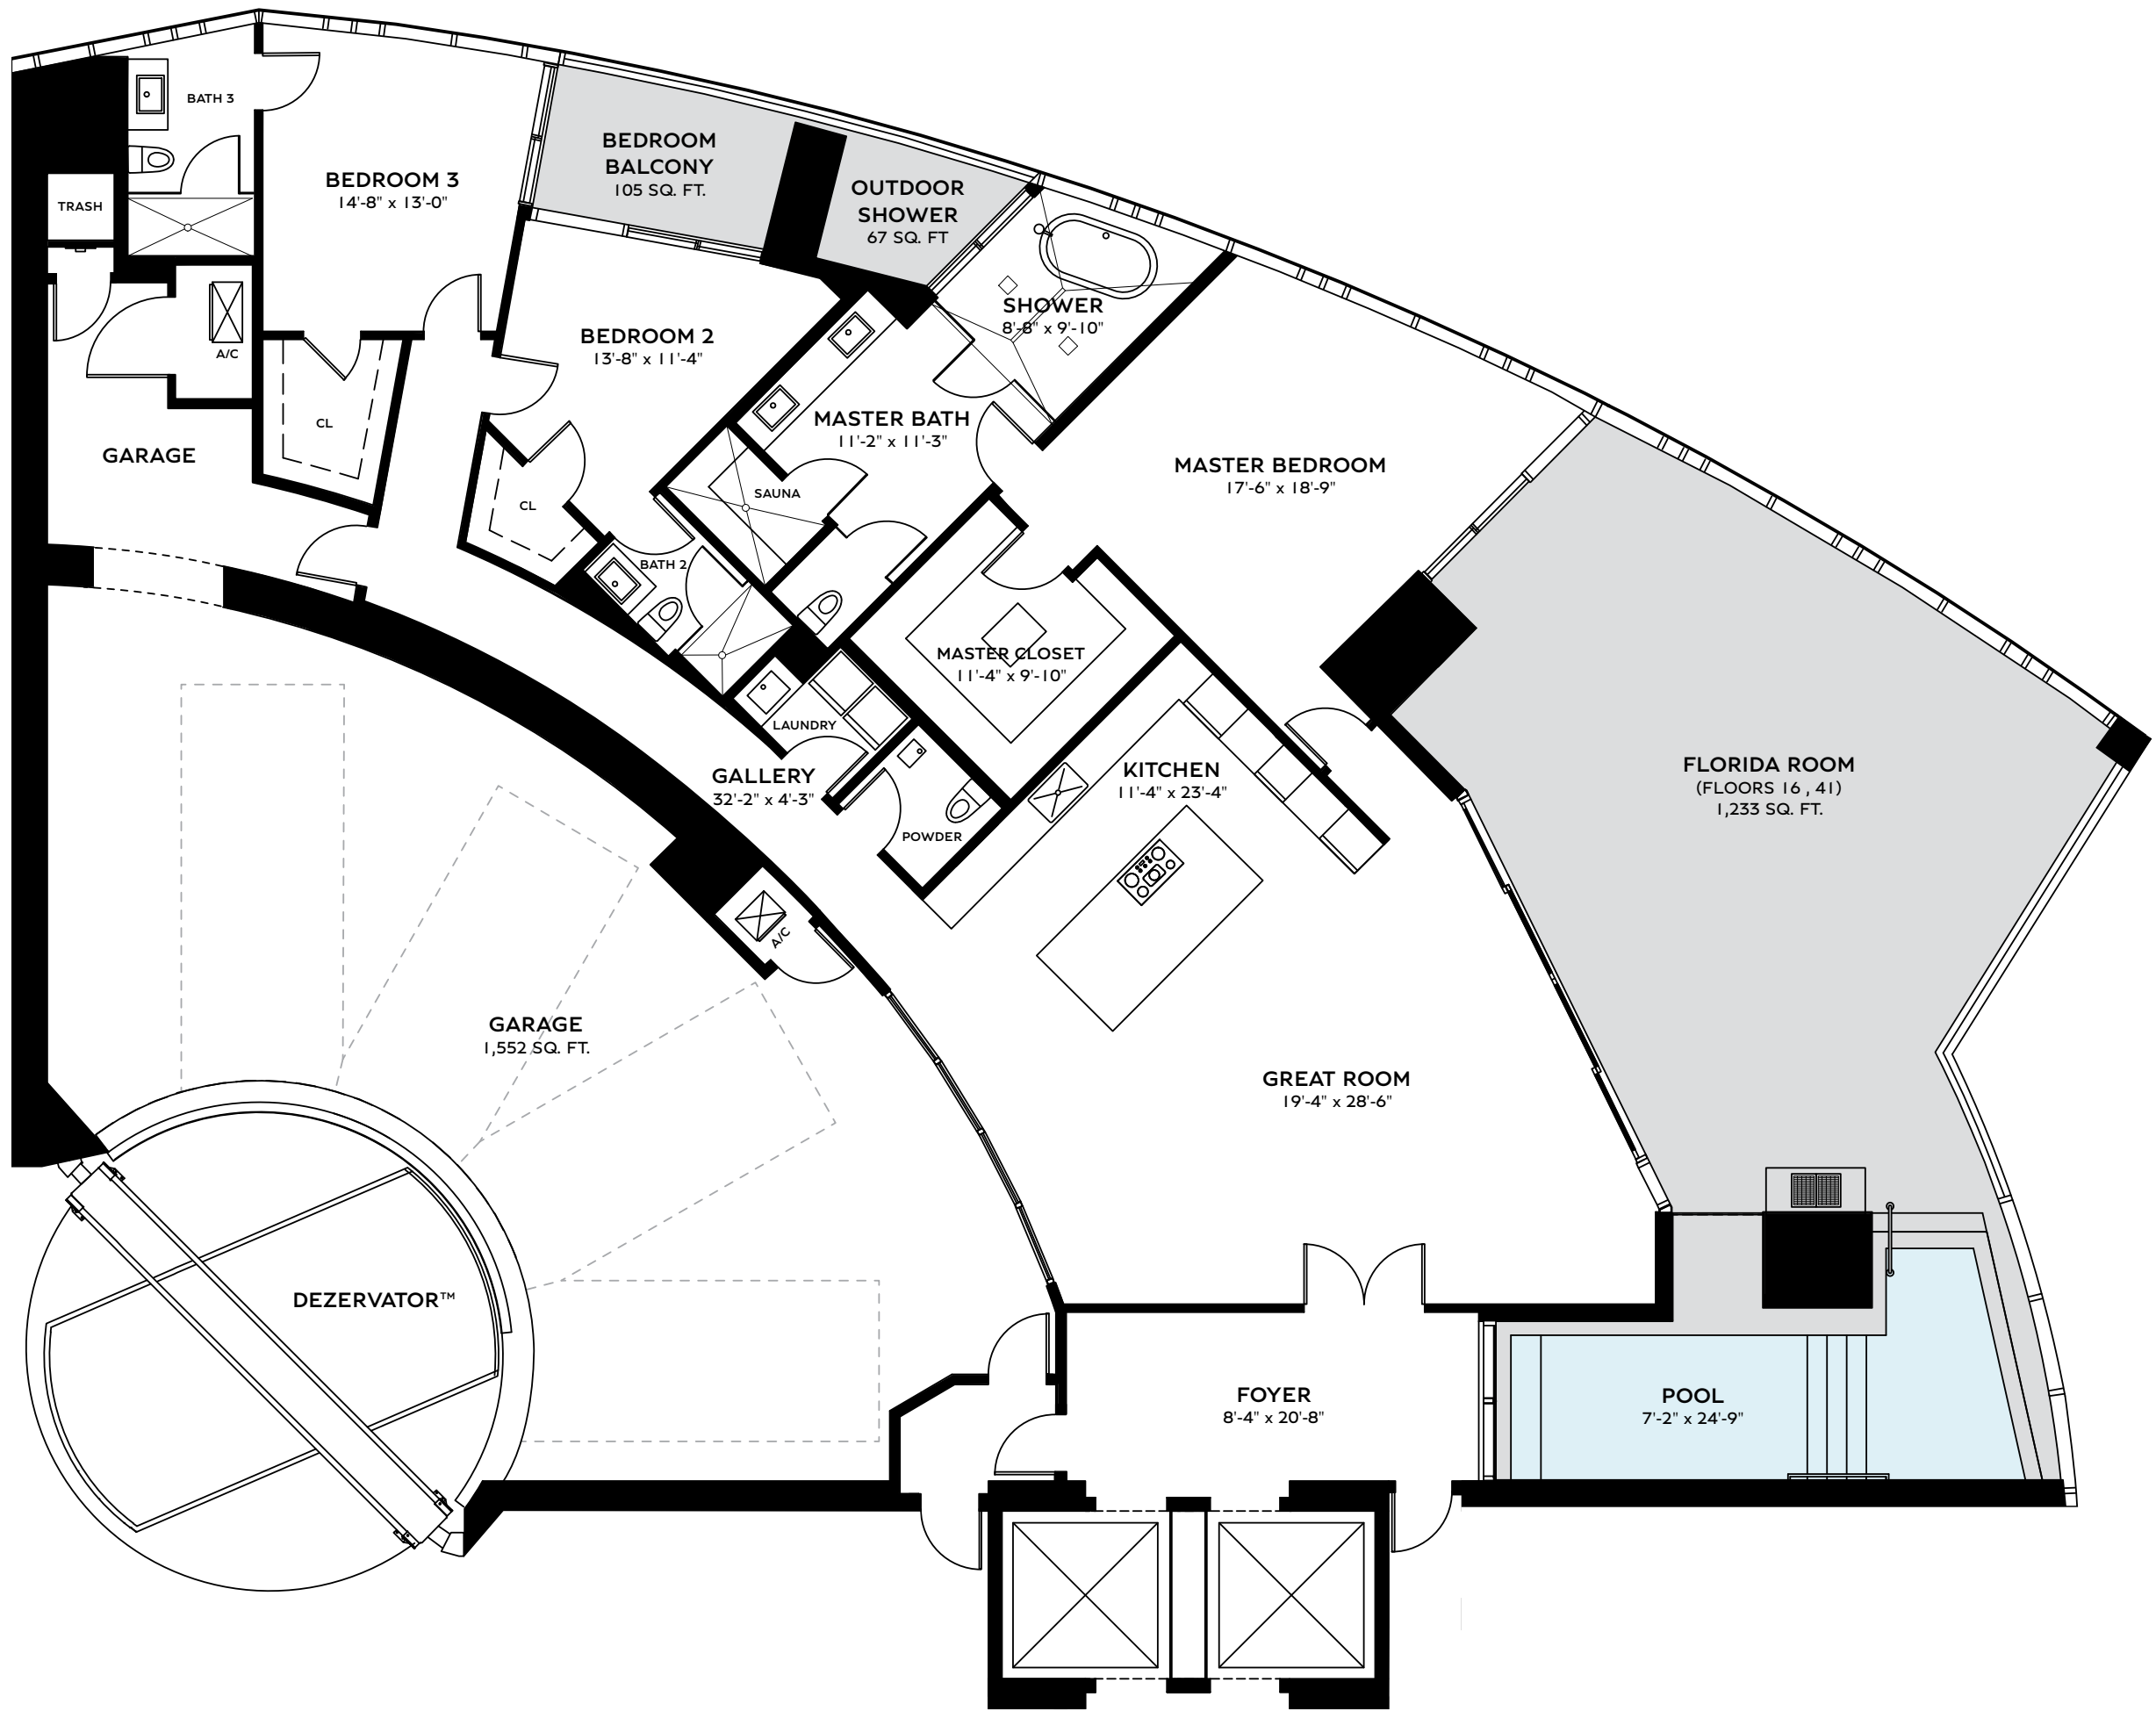 BATH 3
TRASH
BEDROOM 3
14'-8" x 13'-0"
BEDROOM
BALCONY
105 SQ. FT.
OUTDOOR
SHOWER
67 SQ. FT
SHOWER
8'-8" x 9'-10"
A/C
BEDROOM 2
13'-8" x 11'-4"
CL
GARAGE
MASTER BATH
11'-2" x 11'-3"
MASTER BEDROOM
17'-6" x 18'-9"
SAUNA
CL
BATH 2
MASTER CLOSET
11'-4" x 9'-10"
LAUNDRY
GALLERY
32'-2" x 4'-3"
KITCHEN
11'-4" x 23'-4"
POWDER
FLORIDA ROOM
(FLOORS 16 , 41)
1,233 SQ. FT.
A/C
GARAGE
1,552 SQ. FT.
GREAT ROOM
19'-4" x 28'-6"
DEZERVATOR™
FOYER
8'-4" x 20'-8"
POOL
7'-2" x 24'-9"